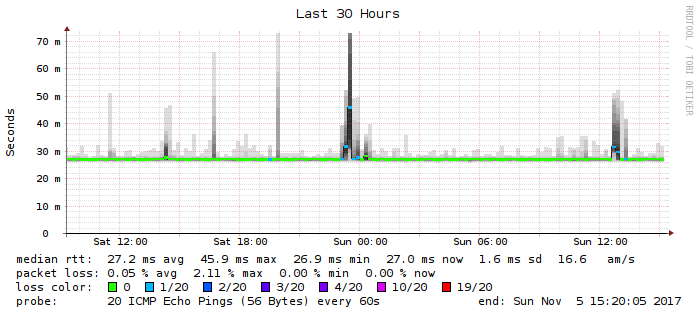 Last 30 Hours
RRDTOOL / TOBI OETIKER
Seconds
70 m
60 m
50 m
40 m
30 m
20 m
10 m
0
Sat 12:00 Sat 18:00 Sun 00:00 Sun 06:00 Sun 12:00
median rtt: 27.2 ms avg 45.9 ms max 26.9 ms min 27.0 ms now 1.6 ms sd 16.6 am/s
packet loss: 0.05 % avg 2.11 % max 0.00 % min 0.00 % now
loss color: 0 1/20 2/20 3/20 4/20 10/20 19/20
probe: 20 ICMP Echo Pings (56 Bytes) every 60s end: Sun Nov 5 15:20:05 2017